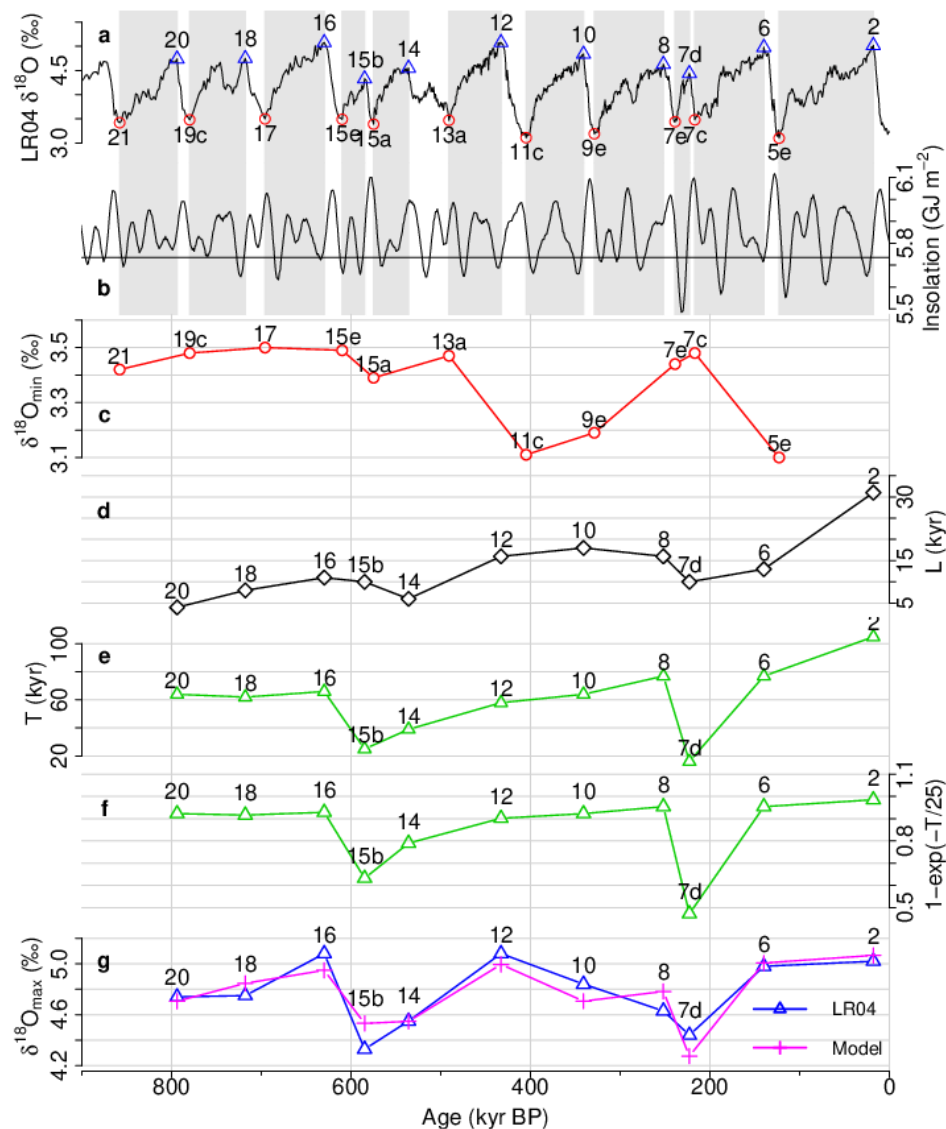 a
20 18 16 15b 14 12 10 8 7d 6 2
21 19c 17 15e 15a 13a 11c 9e 7e 7c 5e
LR04 δ¹⁸O (‰)
4.5
3.0
b
6.1
5.8
5.5
Insolation (GJ m⁻²)
c
21 19c 17 15e 15a 13a 11c 9e 7e 7c 5e
δ¹⁸Oₘᵢₙ (‰)
3.5
3.3
3.1
d
20 18 16 15b 14 12 10 8 7d 6 2
30
15
5
L (kyr)
e
20 18 16 15b 14 12 10 8 7d 6 2
T (kyr)
100
60
20
f
20 18 16 15b 14 12 10 8 7d 6 2
1.1
0.8
0.5
1−exp(−T/25)
g
20 18 16 15b 14 12 10 8 7d 6 2
δ¹⁸Oₘₐₓ (‰)
5.0
4.6
4.2
LR04
Model
800 600 400 200 0
Age (kyr BP)